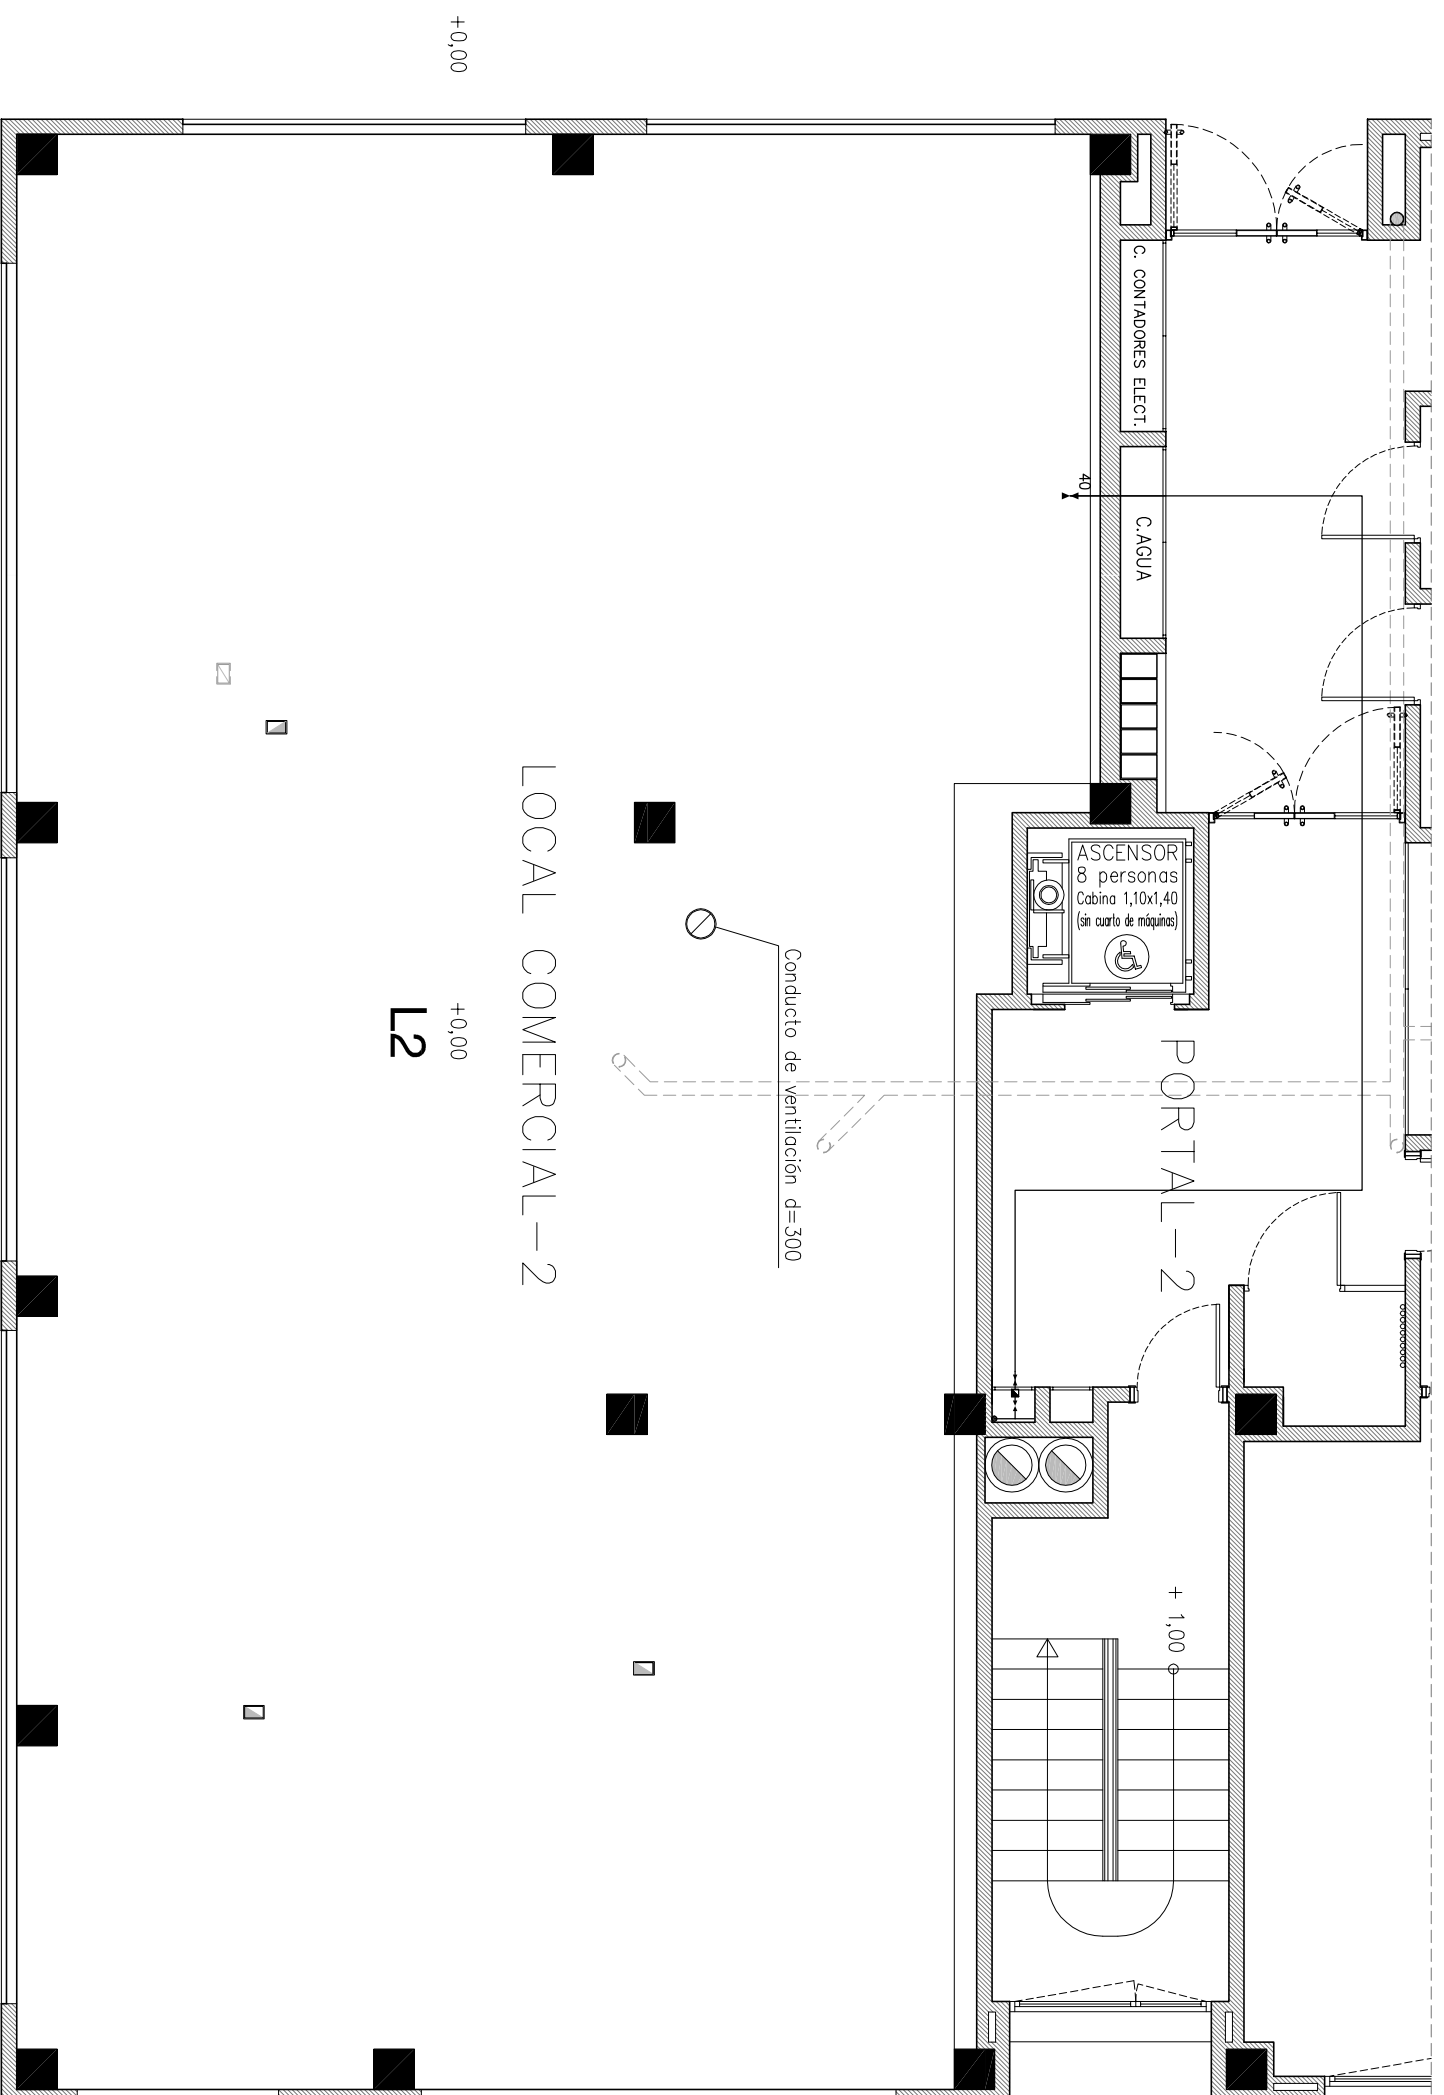 +0,00
C. CONTADORES ELECT.
40
C.AGUA
ASCENSOR
8 personas
Cabina 1,10x1,40
(sin cuarto de máquinas)
PORTAL-2
Conducto de ventilación d=300
LOCAL COMERCIAL-2
+0,00
L2
+ 1,00